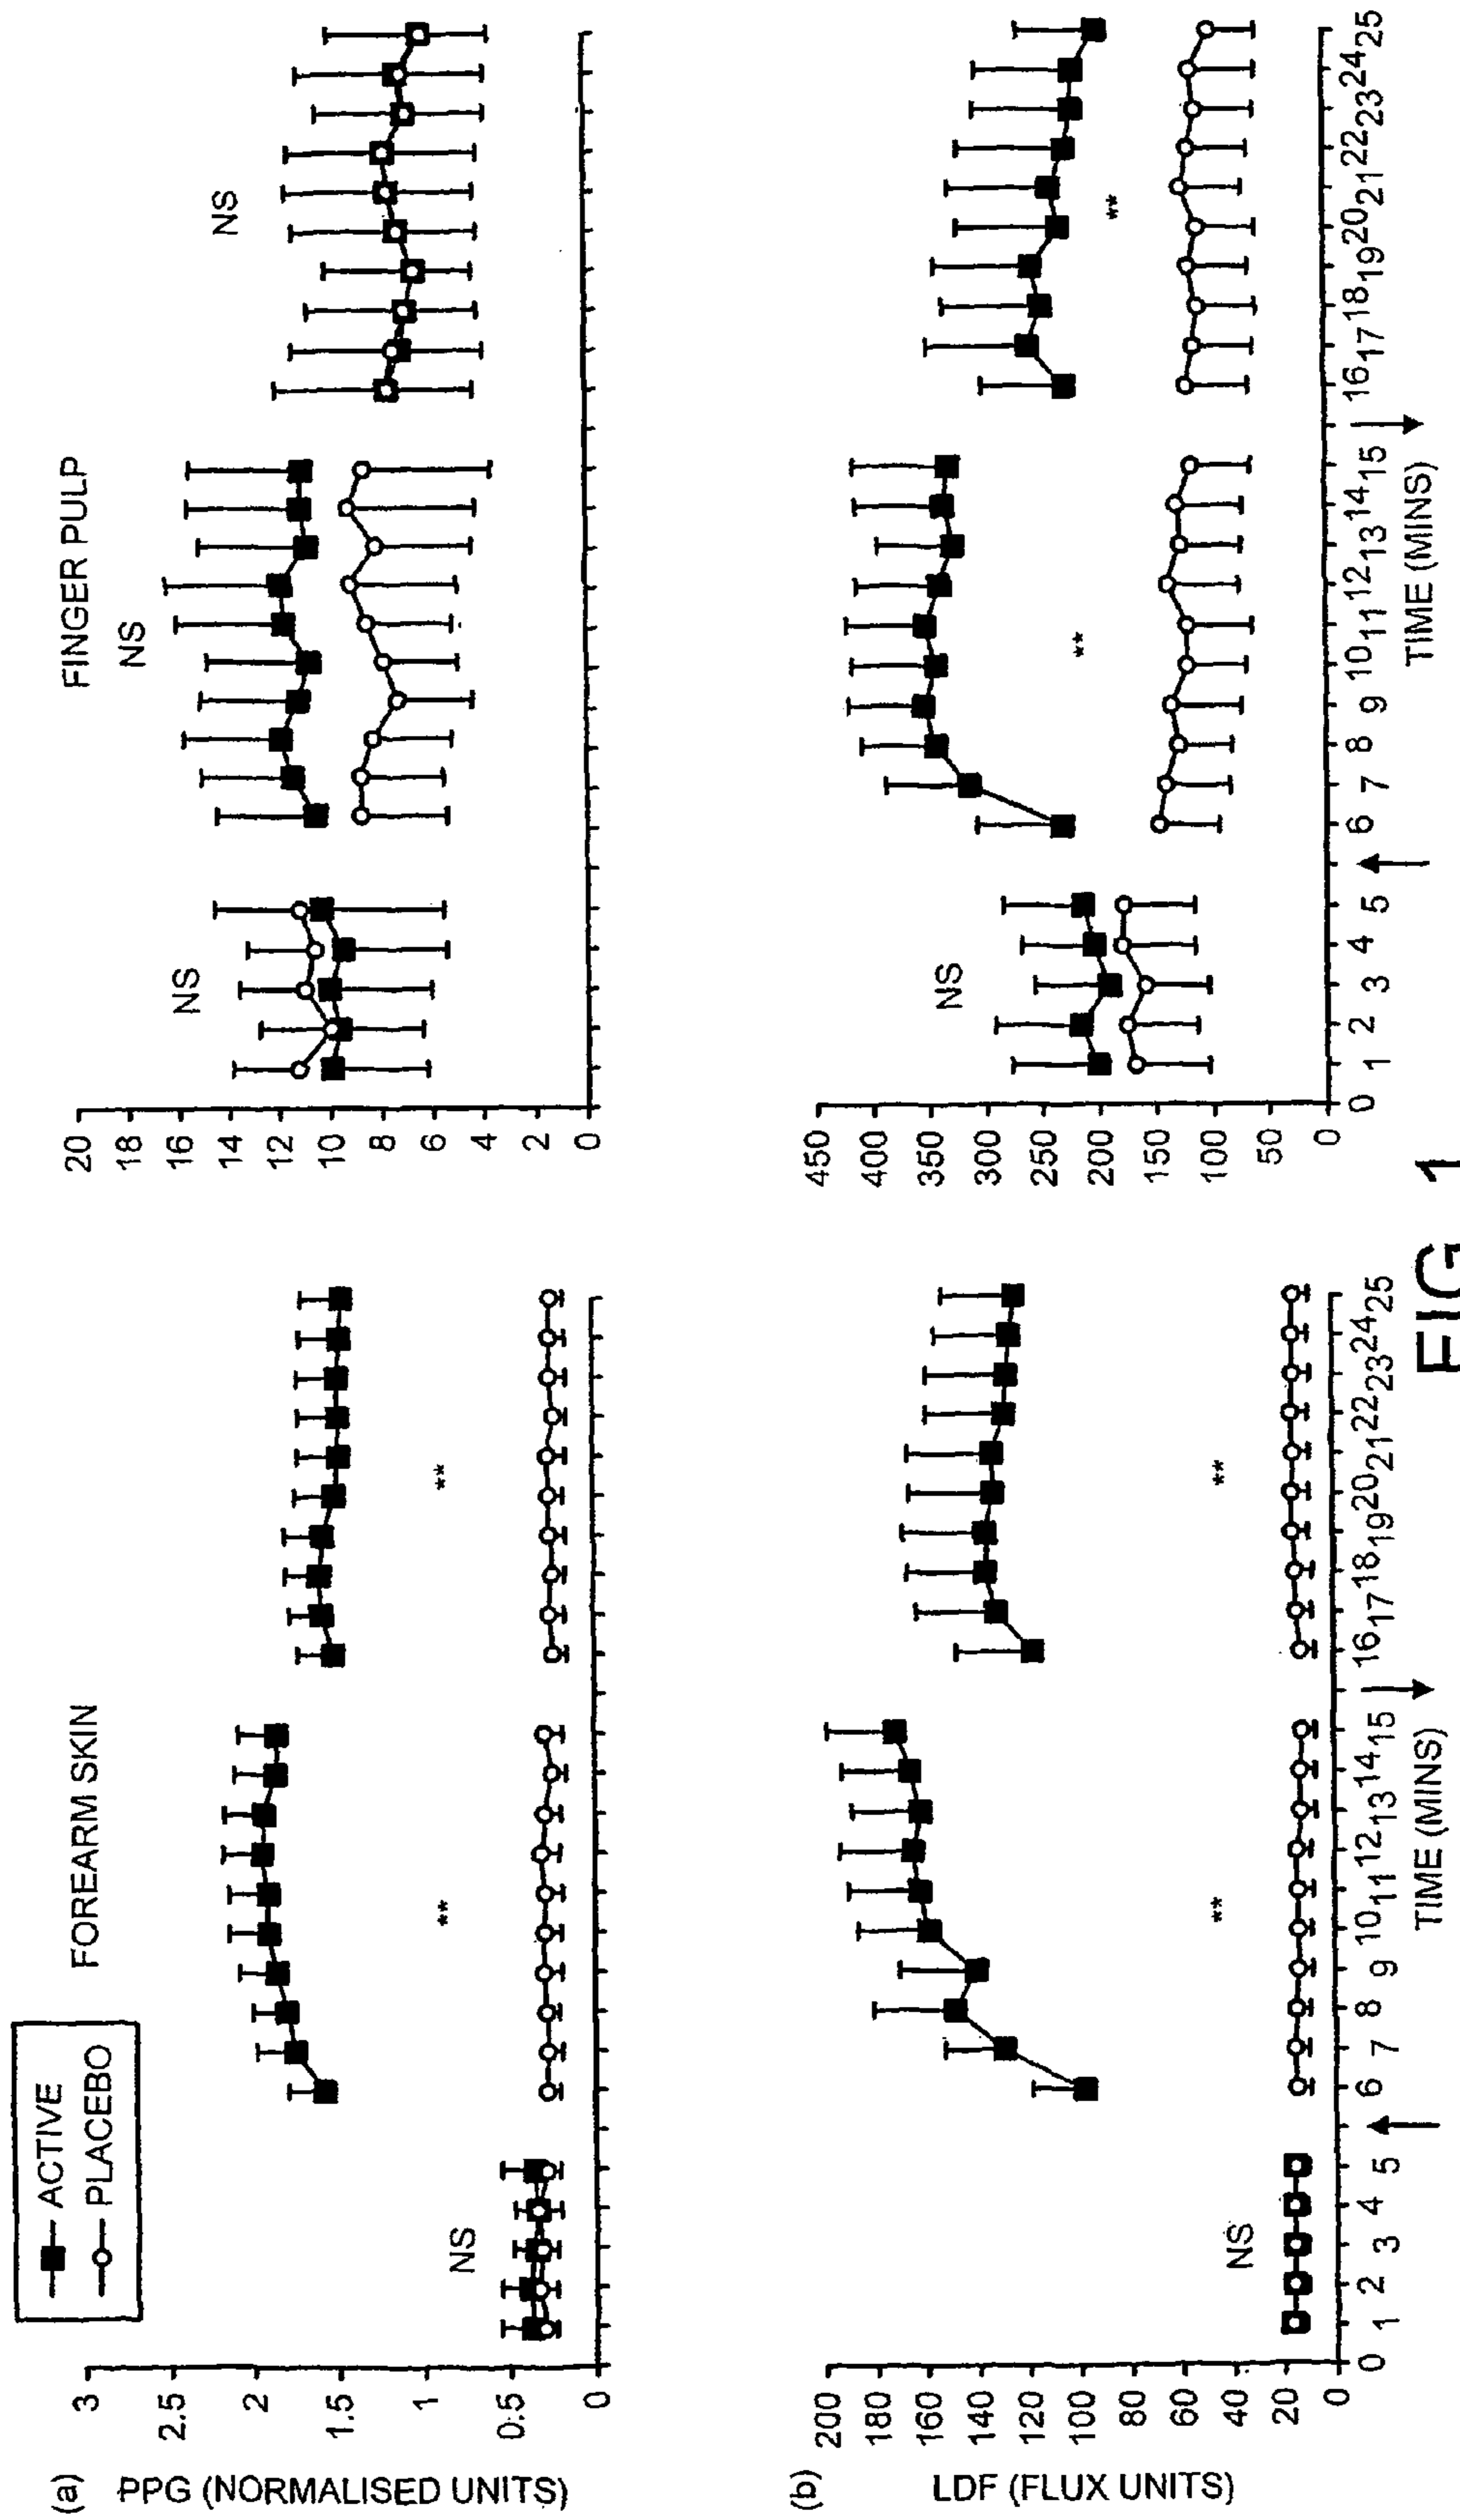 ACTIVE
PLACEBO
(a)
FOREARM SKIN
FINGER PULP
PPG (NORMALISED UNITS)
3
2.5
2
1.5
1
0.5
0
NS
**
**
20
18
16
14
12
10
8
6
4
2
0
NS
NS
NS
(b)
LDF (FLUX UNITS)
200
180
160
140
120
100
80
60
40
20
0
NS
**
**
0 1 2 3 4 5 6 7 8 9 10 11 12 13 14 15 16 17 18 19 20 21 22 23 24 25
TIME (MINS)
450
400
350
300
250
200
150
100
50
0
NS
**
**
0 1 2 3 4 5 6 7 8 9 10 11 12 13 14 15 16 17 18 19 20 21 22 23 24 25
TIME (MINS)
FIG. 1